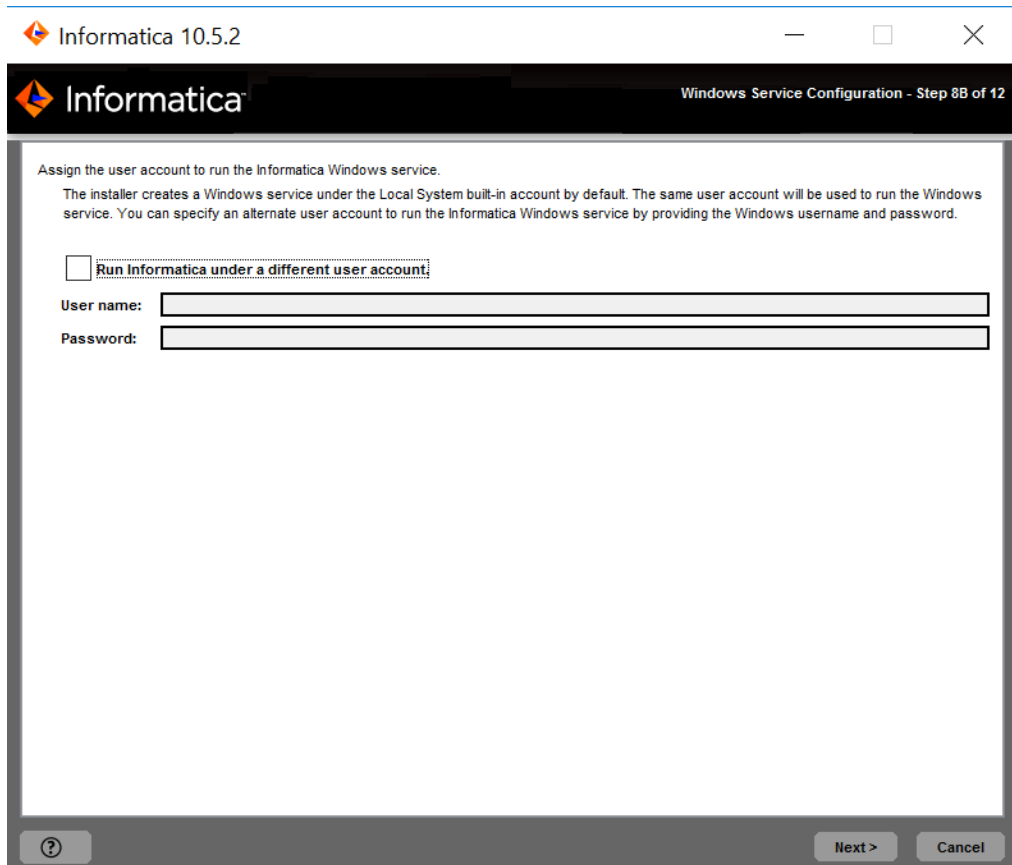 Informatica 10.5.2
Informatica
Windows Service Configuration - Step 8B of 12
Assign the user account to run the Informatica Windows service.
The installer creates a Windows service under the Local System built-in account by default. The same user account will be used to run the Windows
service. You can specify an alternate user account to run the Informatica Windows service by providing the Windows username and password.
Run Informatica under a different user account.
User name:
Password:
?
Next >
Cancel